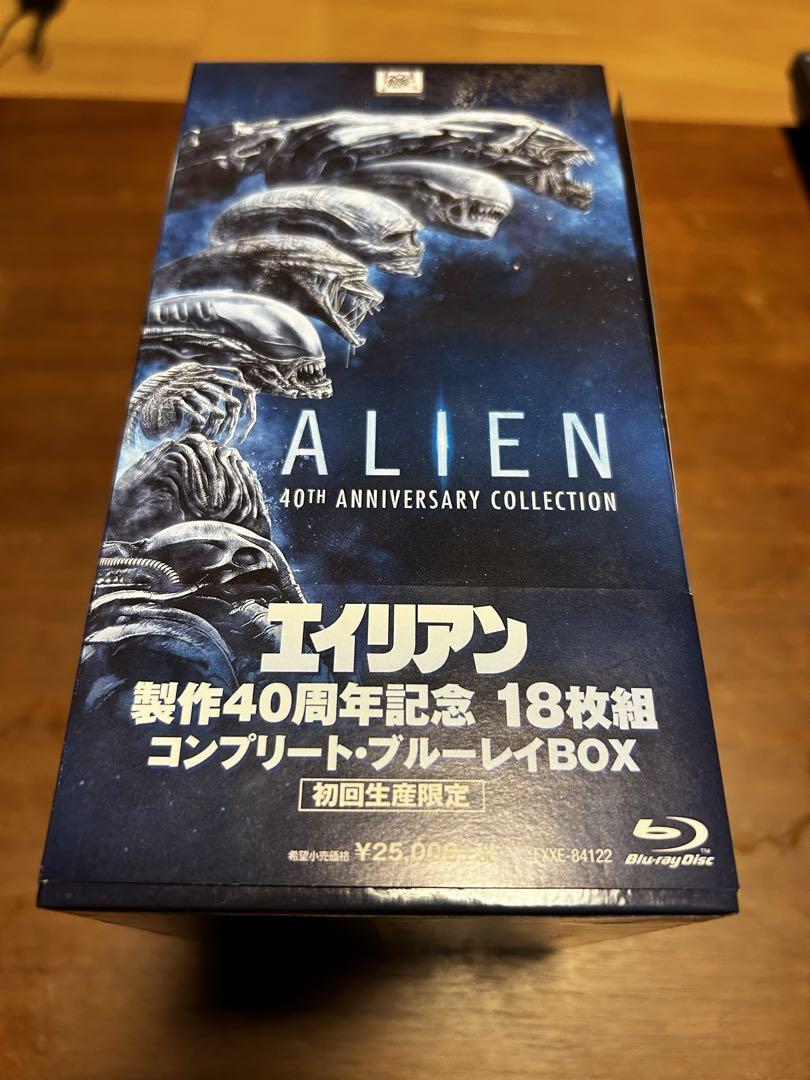 ALIEN
40TH ANNIVERSARY COLLECTION
エイリアン
製作40周年記念 18枚組
コンプリート・ブルーレイBOX
初回生産限定
希望小売価格 ¥25,000 FXXE-84122
Blu-ray Disc TM